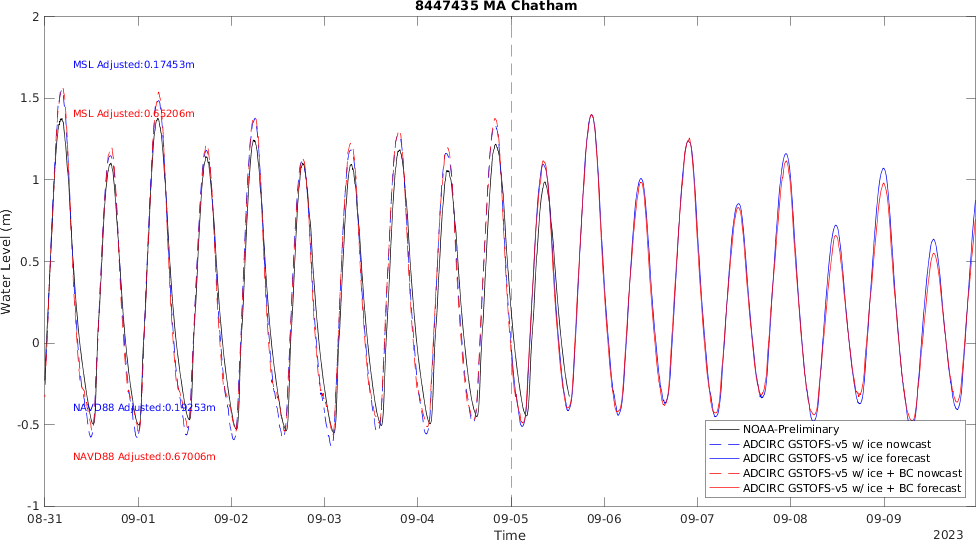 8447435 MA Chatham
2
1.5
1
0.5
0
-0.5
-1
Water Level (m)
MSL Adjusted:0.17453m
MSL Adjusted:0.65206m
NAVD88 Adjusted:0.19253m
NAVD88 Adjusted:0.67006m
NOAA-Preliminary
ADCIRC GSTOFS-v5 w/ ice nowcast
ADCIRC GSTOFS-v5 w/ ice forecast
ADCIRC GSTOFS-v5 w/ ice + BC nowcast
ADCIRC GSTOFS-v5 w/ ice + BC forecast
08-31 09-01 09-02 09-03 09-04 09-05 09-06 09-07 09-08 09-09
Time
2023